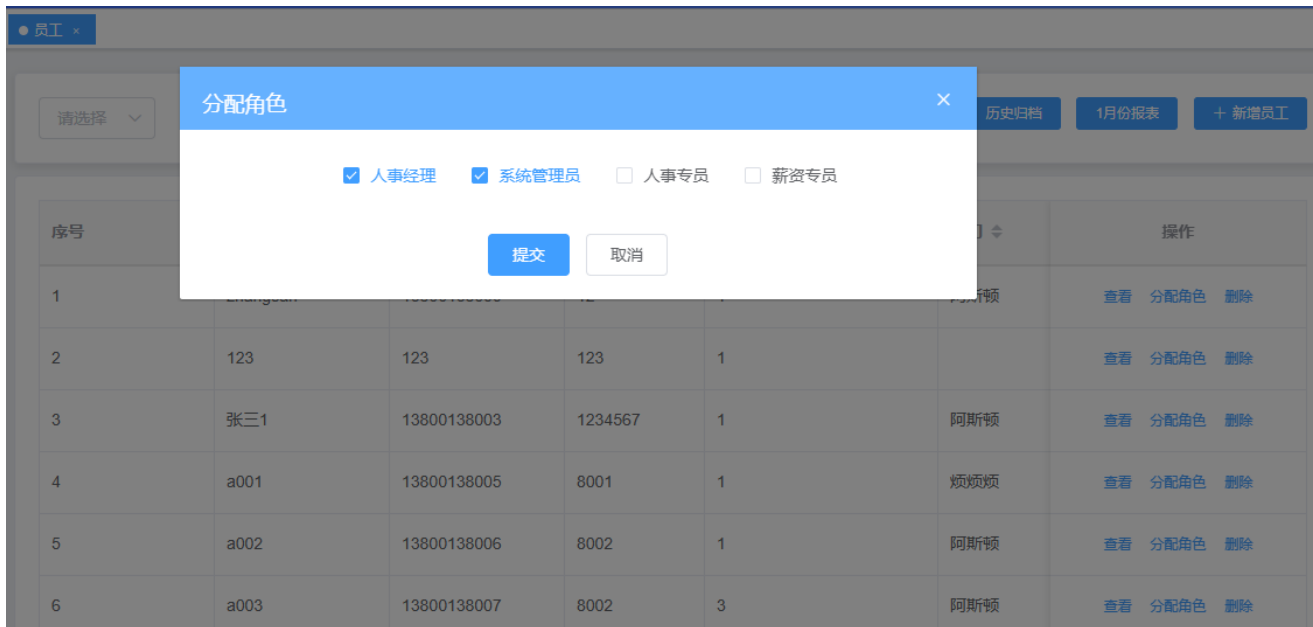 员工 ×
请选择
分配角色
历史归档 1月份报表 + 新增员工
人事经理 系统管理员 人事专员 薪资专员
序号 操作
提交 取消
1 阿斯顿 查看 分配角色 删除
2 123 123 123 1 查看 分配角色 删除
3 张三1 13800138003 1234567 1 阿斯顿 查看 分配角色 删除
4 a001 13800138005 8001 1 烦烦烦 查看 分配角色 删除
5 a002 13800138006 8002 1 阿斯顿 查看 分配角色 删除
6 a003 13800138007 8002 3 阿斯顿 查看 分配角色 删除